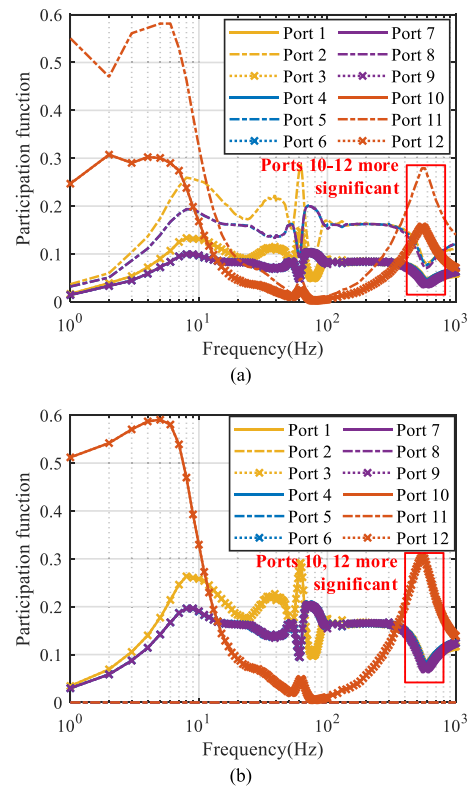 0.6
0.5
0.4
0.3
0.2
0.1
0
Participation function
Port 1 Port 7
Port 2 Port 8
Port 3 Port 9
Port 4 Port 10
Port 5 Port 11
Port 6 Port 12
Ports 10-12 more
significant
10^0 10^1 10^2 10^3
Frequency(Hz)
(a)
0.6
0.5
0.4
0.3
0.2
0.1
0
Participation function
Port 1 Port 7
Port 2 Port 8
Port 3 Port 9
Port 4 Port 10
Port 5 Port 11
Port 6 Port 12
Ports 10, 12 more
significant
10^0 10^1 10^2 10^3
Frequency(Hz)
(b)